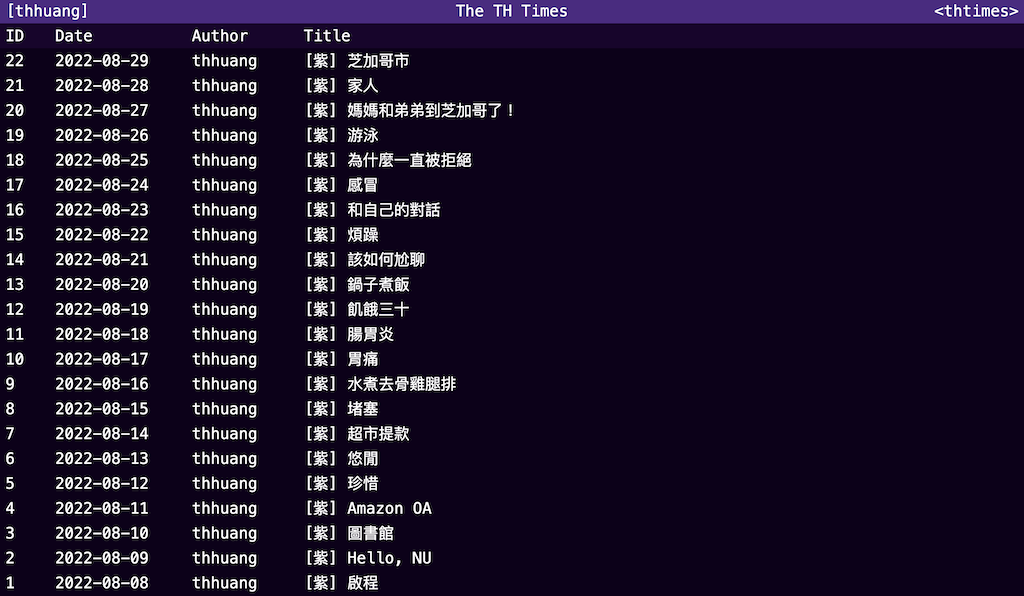 [thhuang] The TH Times <thtimes>
ID Date Author Title
22 2022-08-29 thhuang [紫] 芝加哥市
21 2022-08-28 thhuang [紫] 家人
20 2022-08-27 thhuang [紫] 媽媽和弟弟到芝加哥了！
19 2022-08-26 thhuang [紫] 游泳
18 2022-08-25 thhuang [紫] 為什麼一直被拒絕
17 2022-08-24 thhuang [紫] 感冒
16 2022-08-23 thhuang [紫] 和自己的對話
15 2022-08-22 thhuang [紫] 煩躁
14 2022-08-21 thhuang [紫] 該如何尬聊
13 2022-08-20 thhuang [紫] 鍋子煮飯
12 2022-08-19 thhuang [紫] 飢餓三十
11 2022-08-18 thhuang [紫] 腸胃炎
10 2022-08-17 thhuang [紫] 胃痛
9 2022-08-16 thhuang [紫] 水煮去骨雞腿排
8 2022-08-15 thhuang [紫] 堵塞
7 2022-08-14 thhuang [紫] 超市提款
6 2022-08-13 thhuang [紫] 悠閒
5 2022-08-12 thhuang [紫] 珍惜
4 2022-08-11 thhuang [紫] Amazon OA
3 2022-08-10 thhuang [紫] 圖書館
2 2022-08-09 thhuang [紫] Hello, NU
1 2022-08-08 thhuang [紫] 啟程